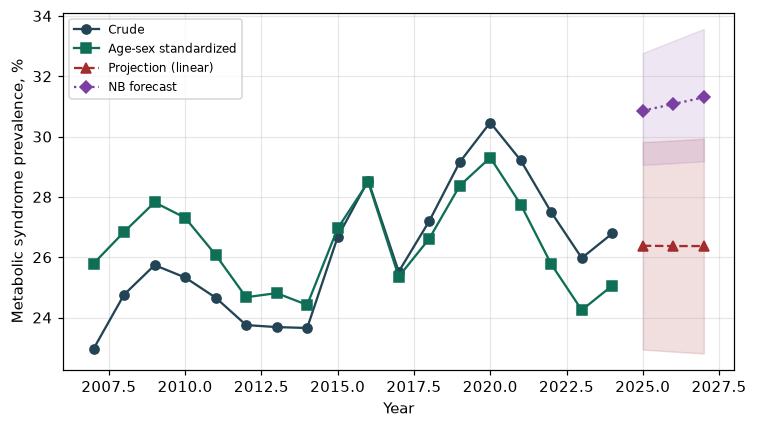 Crude
Age-sex standardized
Projection (linear)
NB forecast
Metabolic syndrome prevalence, %
34
32
30
28
26
24
2007.5 2010.0 2012.5 2015.0 2017.5 2020.0 2022.5 2025.0 2027.5
Year